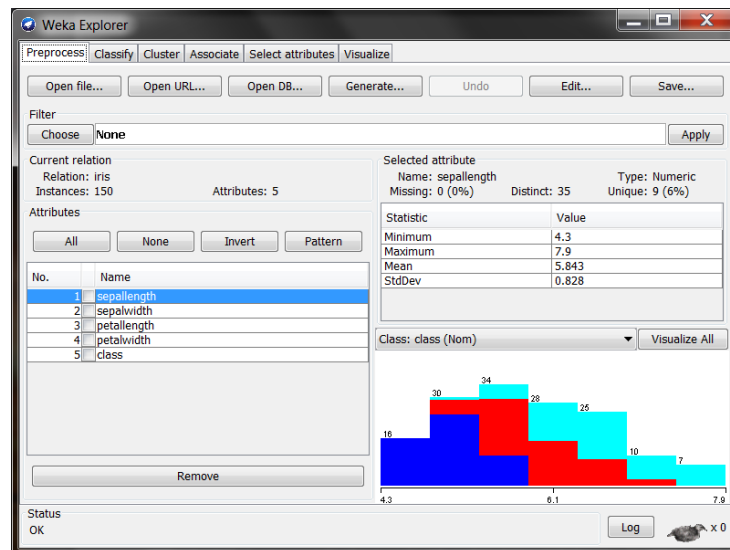 Weka Explorer
Preprocess Classify Cluster Associate Select attributes Visualize
Open file... Open URL... Open DB... Generate... Undo Edit... Save...
Filter
Choose None Apply
Current relation
Relation: iris
Instances: 150 Attributes: 5
Attributes
All None Invert Pattern
No. Name
1 sepallength
2 sepalwidth
3 petallength
4 petalwidth
5 class
Remove
Selected attribute
Name: sepallength Type: Numeric
Missing: 0 (0%) Distinct: 35 Unique: 9 (6%)
Statistic Value
Minimum 4.3
Maximum 7.9
Mean 5.843
StdDev 0.828
Class: class (Nom) Visualize All
16 30 34 28 25 10 7
4.3 6.1 7.9
Status
OK Log x 0